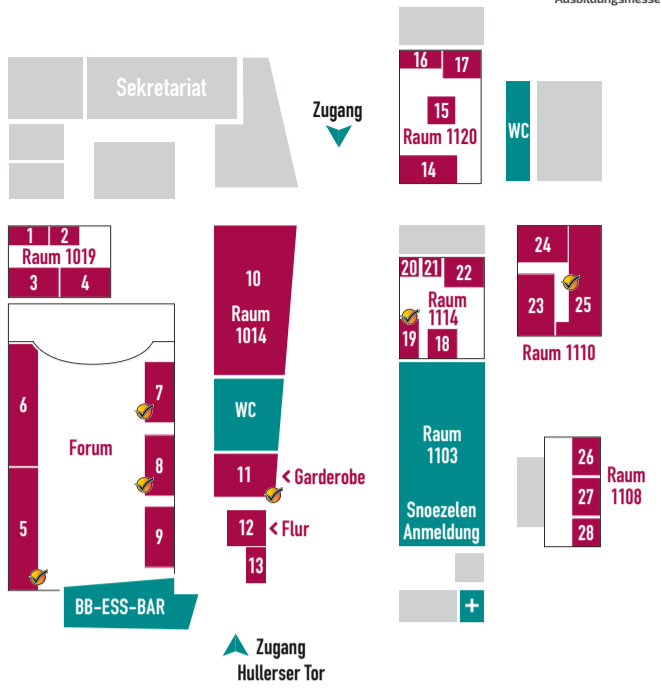 Ausbildungsmesse
Sekretariat
Zugang
16
17
15
Raum 1120
14
WC
1
2
Raum 1019
3
4
10
Raum
1014
20
21
22
Raum
1114
19
18
24
23
25
Raum 1110
6
7
Forum
8
5
9
WC
11
< Garderobe
12
< Flur
13
Raum
1103
Snoezelen
Anmeldung
26
27
28
Raum
1108
BB-ESS-BAR
+
Zugang
Hullerser Tor